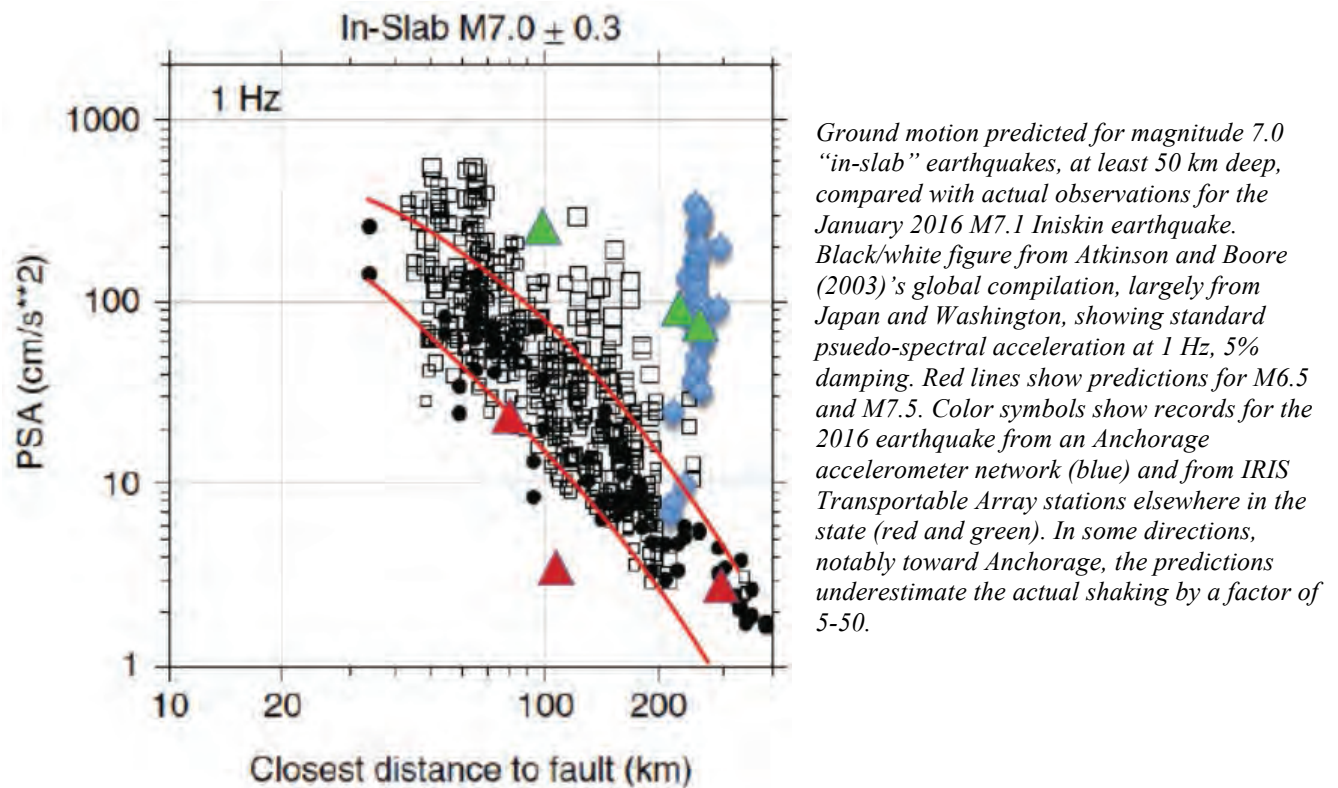 In-Slab M7.0 ± 0.3
1 Hz
1000
100
10
1
PSA (cm/s**2)
10 20 100 200
Closest distance to fault (km)
Ground motion predicted for magnitude 7.0
“in-slab” earthquakes, at least 50 km deep,
compared with actual observations for the
January 2016 M7.1 Iniskin earthquake.
Black/white figure from Atkinson and Boore
(2003)’s global compilation, largely from
Japan and Washington, showing standard
psuedo-spectral acceleration at 1 Hz, 5%
damping. Red lines show predictions for M6.5
and M7.5. Color symbols show records for the
2016 earthquake from an Anchorage
accelerometer network (blue) and from IRIS
Transportable Array stations elsewhere in the
state (red and green). In some directions,
notably toward Anchorage, the predictions
underestimate the actual shaking by a factor of
5-50.